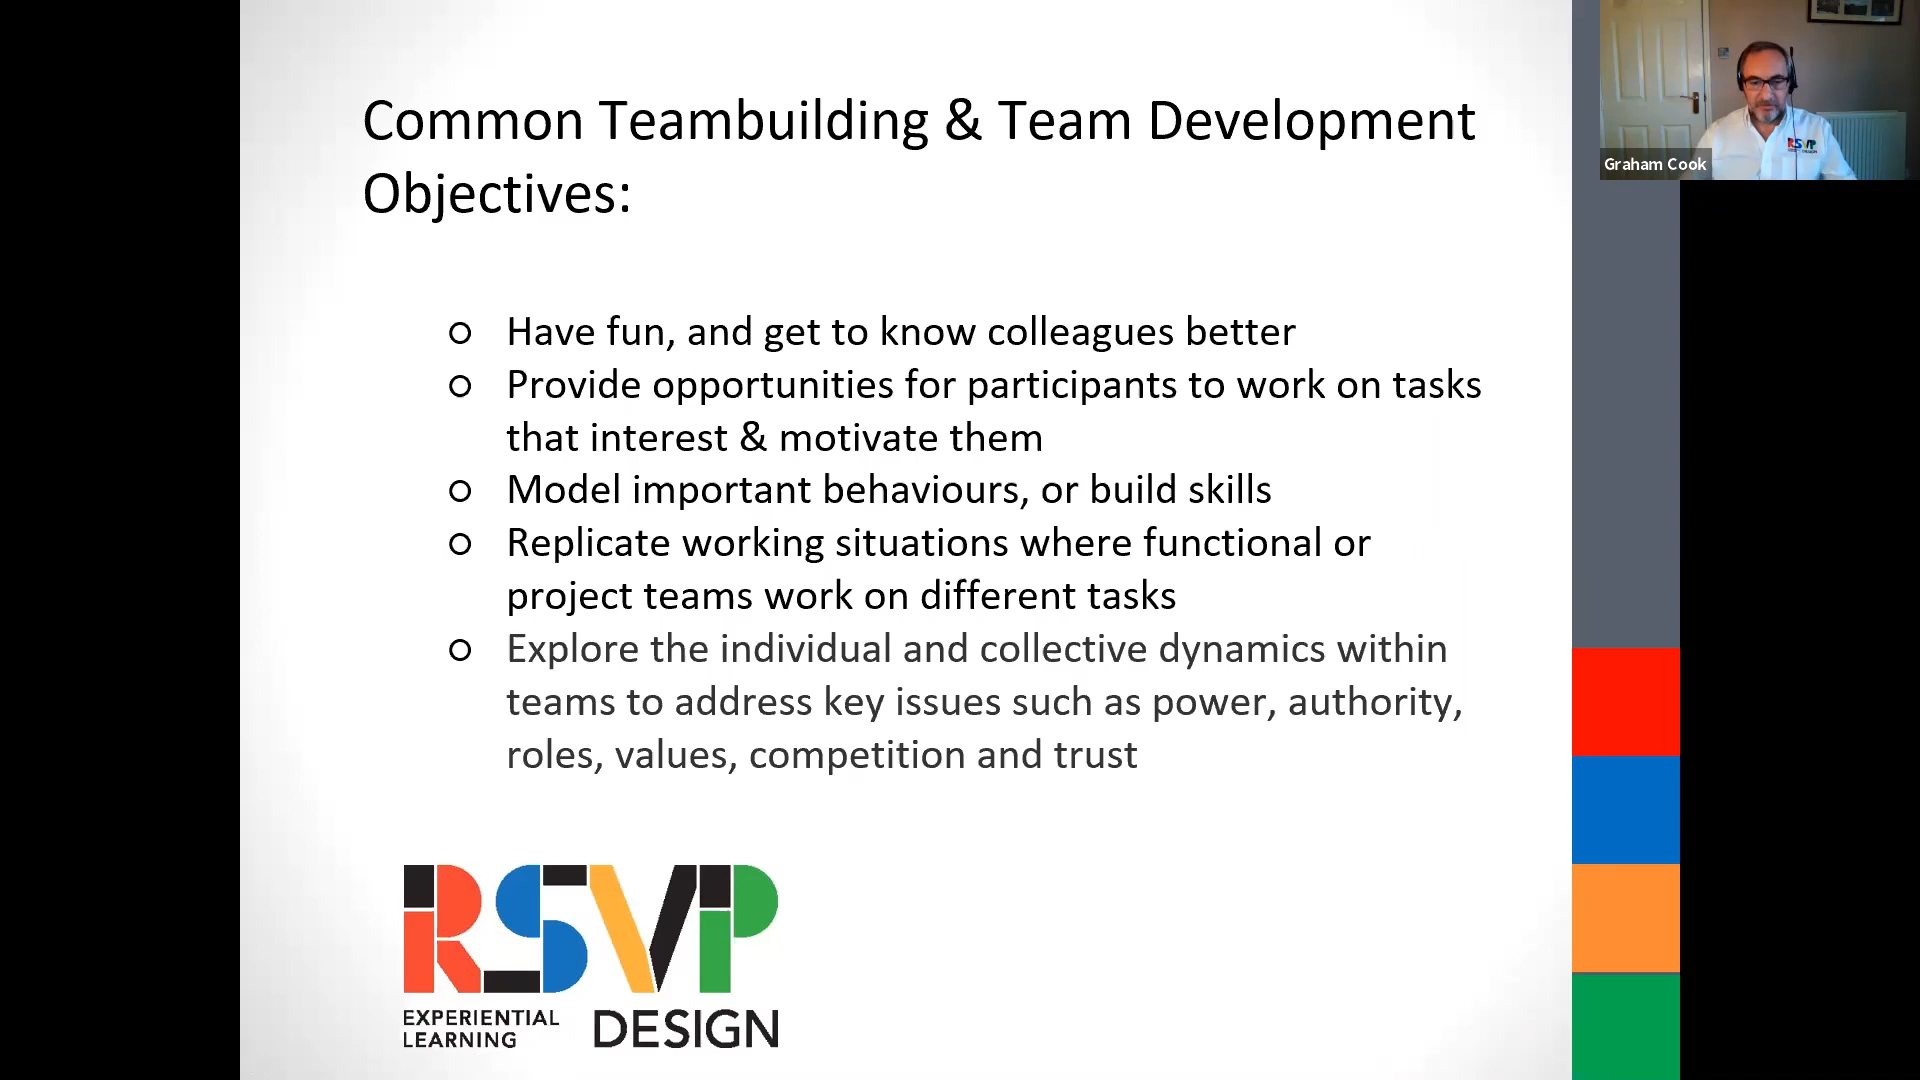 Common Teambuilding & Team Development
Objectives:
Have fun, and get to know colleagues better
Provide opportunities for participants to work on tasks
that interest & motivate them
Model important behaviours, or build skills
Replicate working situations where functional or
project teams work on different tasks
Explore the individual and collective dynamics within
teams to address key issues such as power, authority,
roles, values, competition and trust
RSVP
EXPERIENTIAL
LEARNING
DESIGN
Graham Cook
RSVP
DESIGN